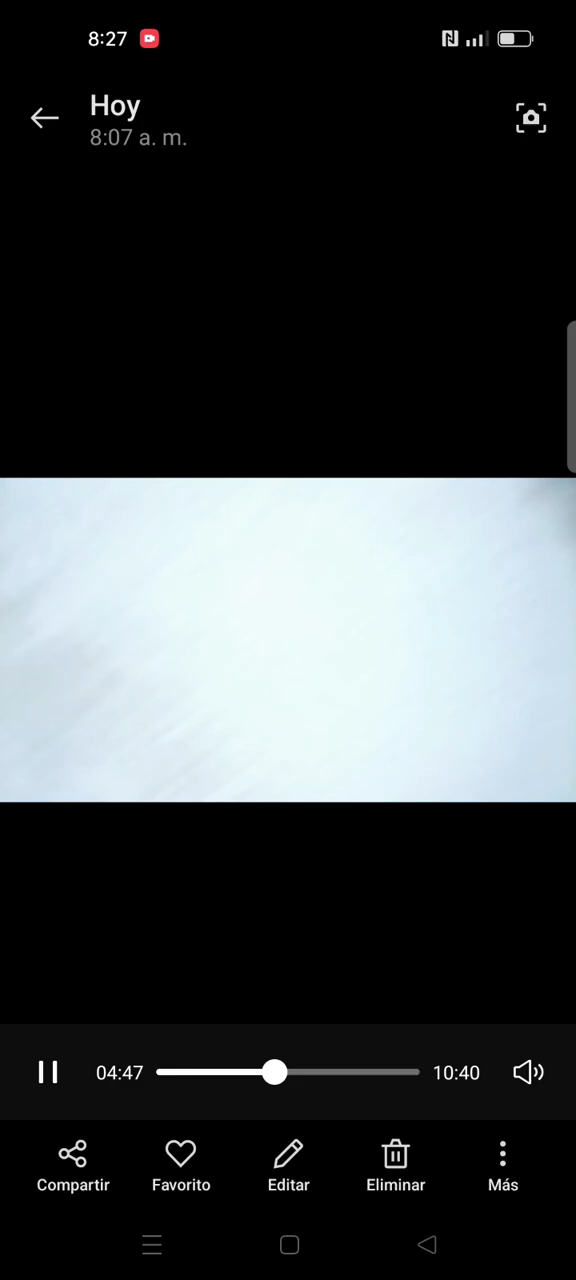 8:27
Hoy
8:07 a. m.
04:47
10:40
Compartir
Favorito
Editar
Eliminar
Más